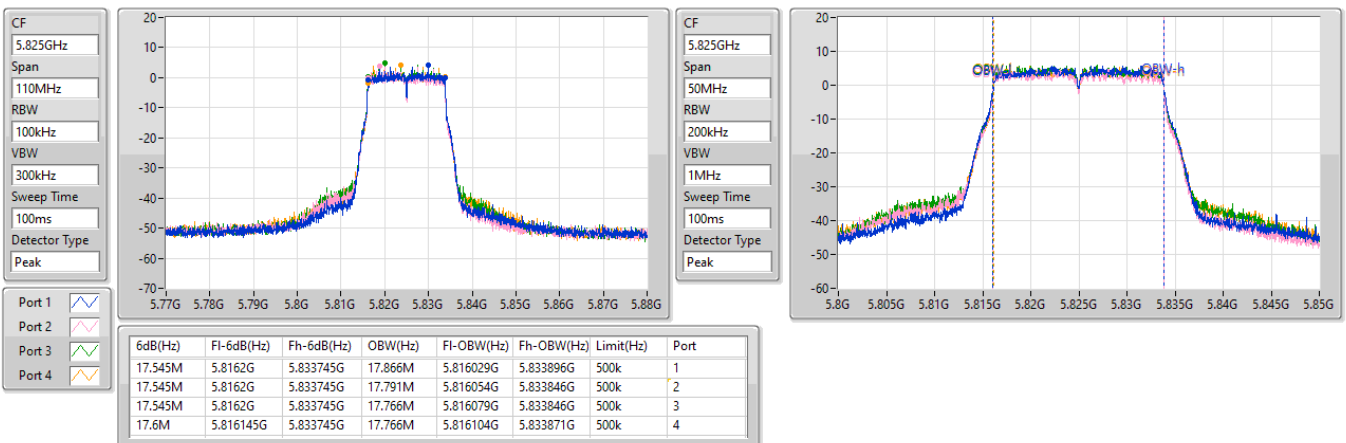 CF
5.825GHz
Span
110MHz
RBW
100kHz
VBW
300kHz
Sweep Time
100ms
Detector Type
Peak
20
10
0
-10
-20
-30
-40
-50
-60
-70
5.77G 5.78G 5.79G 5.8G 5.81G 5.82G 5.83G 5.84G 5.85G 5.86G 5.87G 5.88G
CF
5.825GHz
Span
50MHz
RBW
200kHz
VBW
1MHz
Sweep Time
100ms
Detector Type
Peak
20
10
0
-10
-20
-30
-40
-50
-60
OBW-l OBW-h
5.8G 5.805G 5.81G 5.815G 5.82G 5.825G 5.83G 5.835G 5.84G 5.845G 5.85G
Port 1
Port 2
Port 3
Port 4
6dB(Hz) Fl-6dB(Hz) Fh-6dB(Hz) OBW(Hz) Fl-OBW(Hz) Fh-OBW(Hz) Limit(Hz) Port
17.545M 5.8162G 5.833745G 17.866M 5.816029G 5.833896G 500k 1
17.545M 5.8162G 5.833745G 17.791M 5.816054G 5.833846G 500k 2
17.545M 5.8162G 5.833745G 17.766M 5.816079G 5.833846G 500k 3
17.6M 5.816145G 5.833745G 17.766M 5.816104G 5.833871G 500k 4